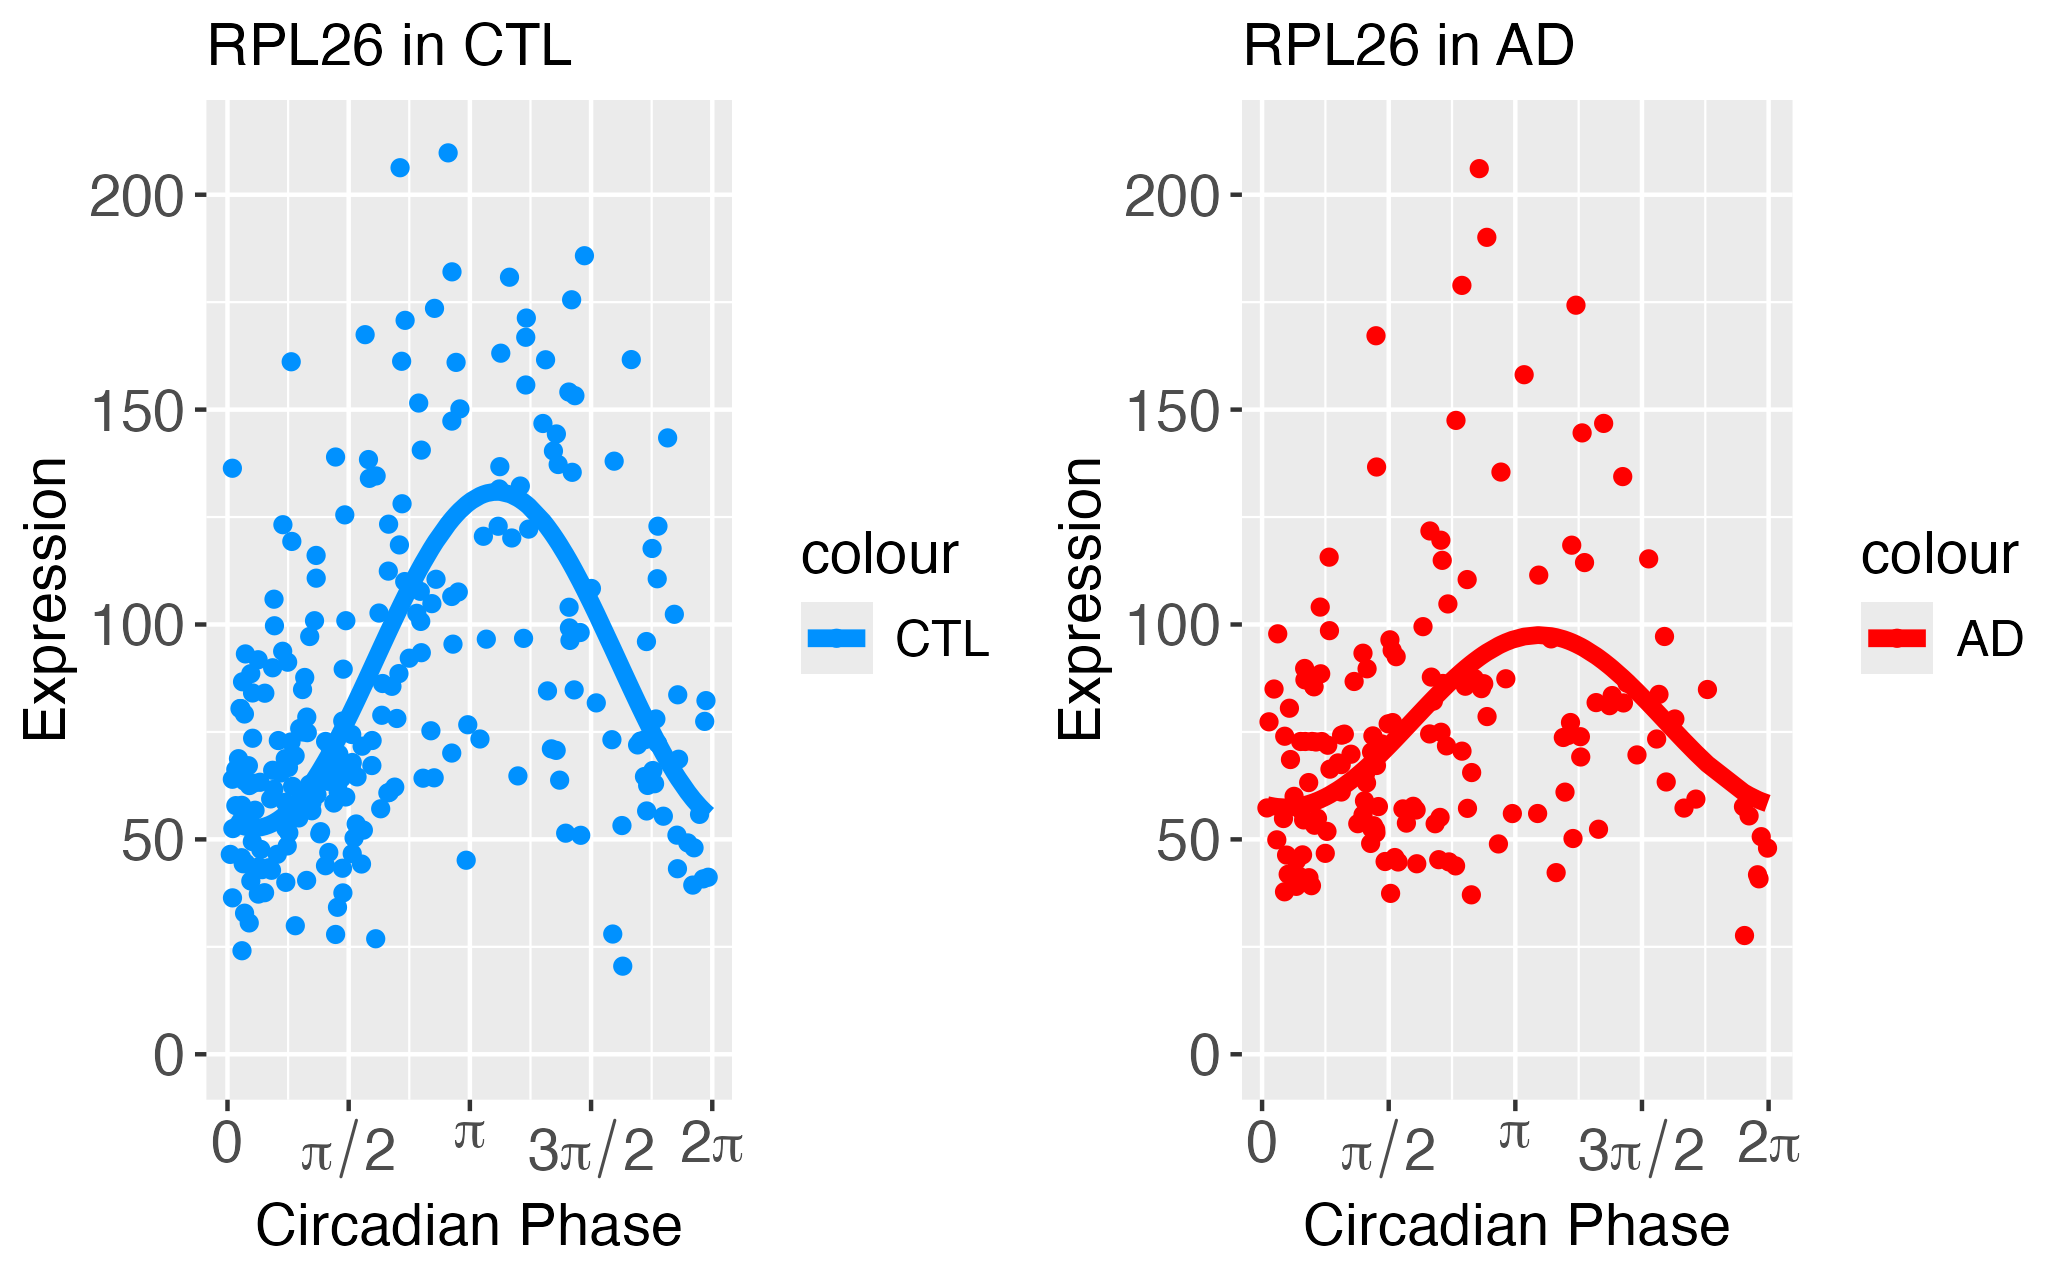 RPL26 in CTL
Expression
200
150
100
50
0
0 π/2 π 3π/2 2π
Circadian Phase
colour
CTL
RPL26 in AD
Expression
200
150
100
50
0
0 π/2 π 3π/2 2π
Circadian Phase
colour
AD